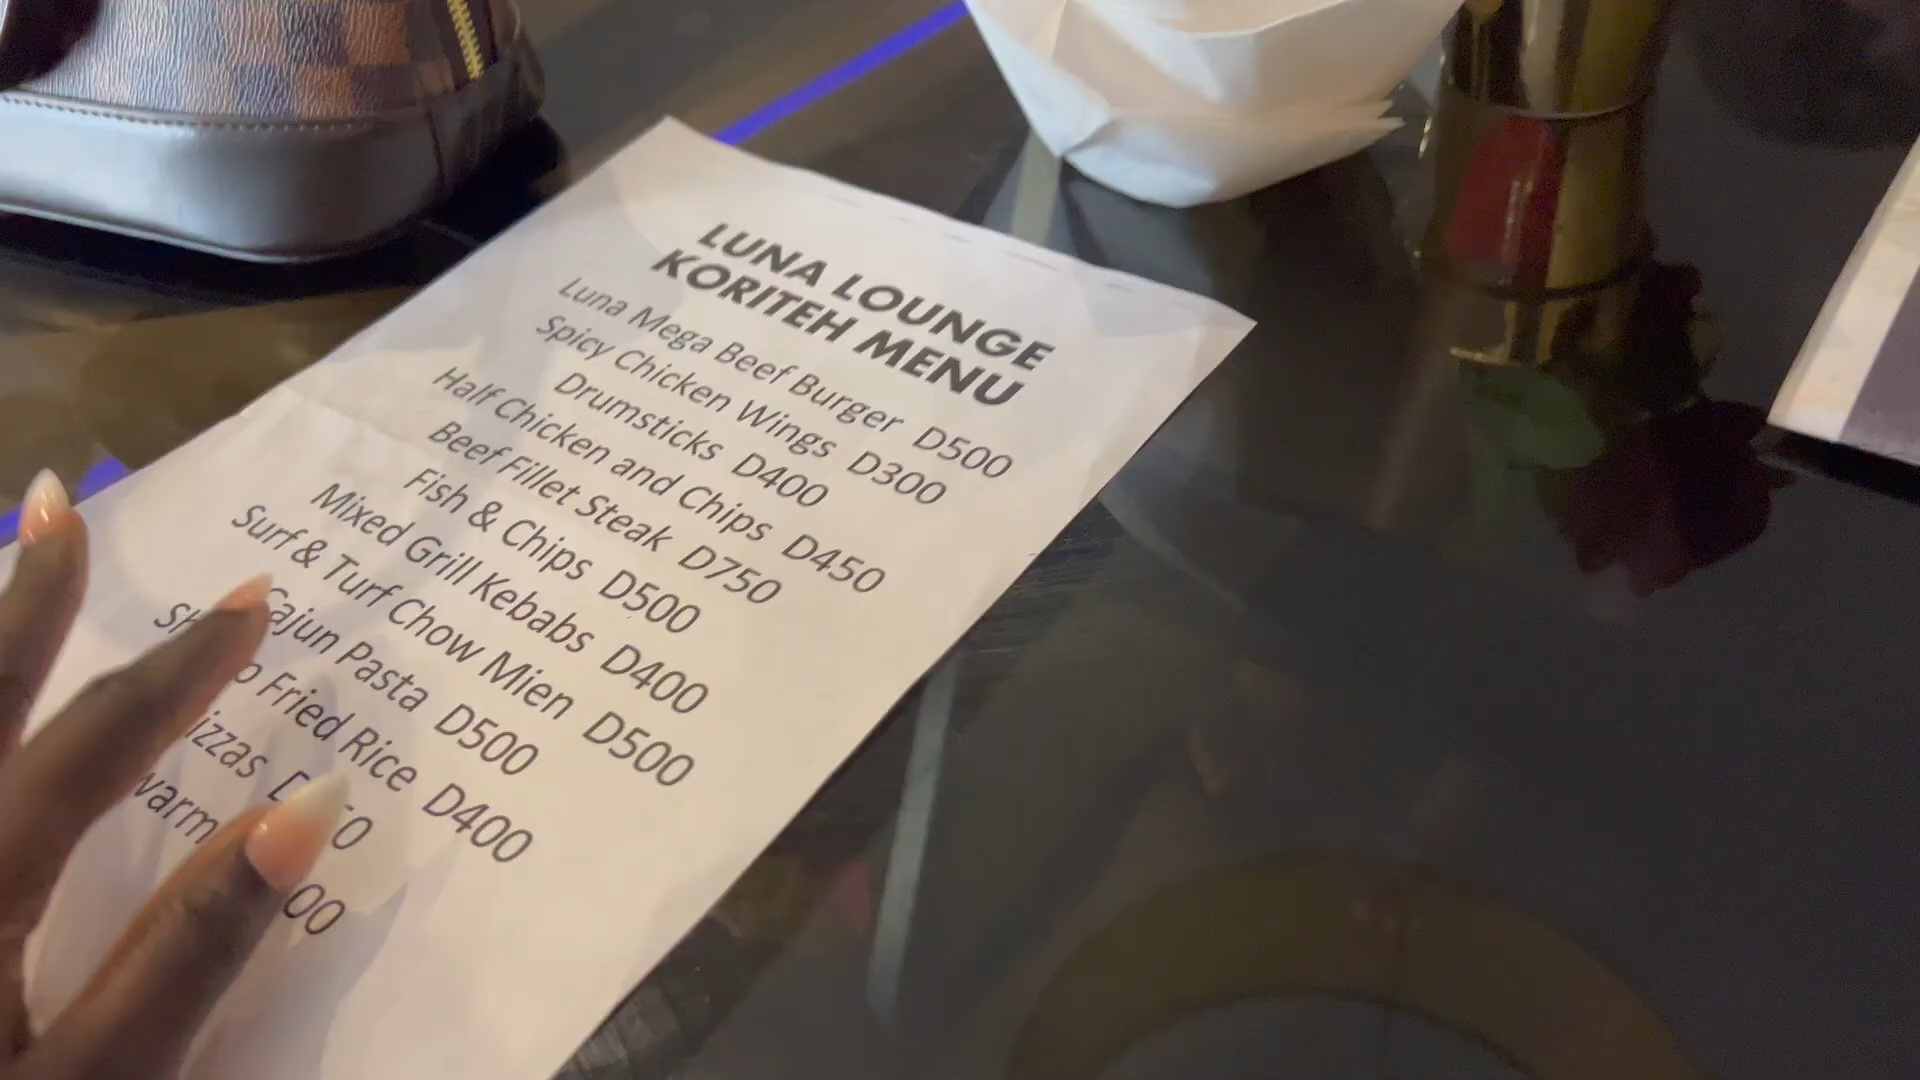 LUNA LOUNGE
KORITEH MENU
Luna Mega Beef Burger D500
Spicy Chicken Wings D300
Drumsticks D400
Half Chicken and Chips D450
Beef Fillet Steak D750
Fish & Chips D500
Mixed Grill Kebabs D400
Surf & Turf Chow Mien D500
Cajun Pasta D500
Fried Rice D400